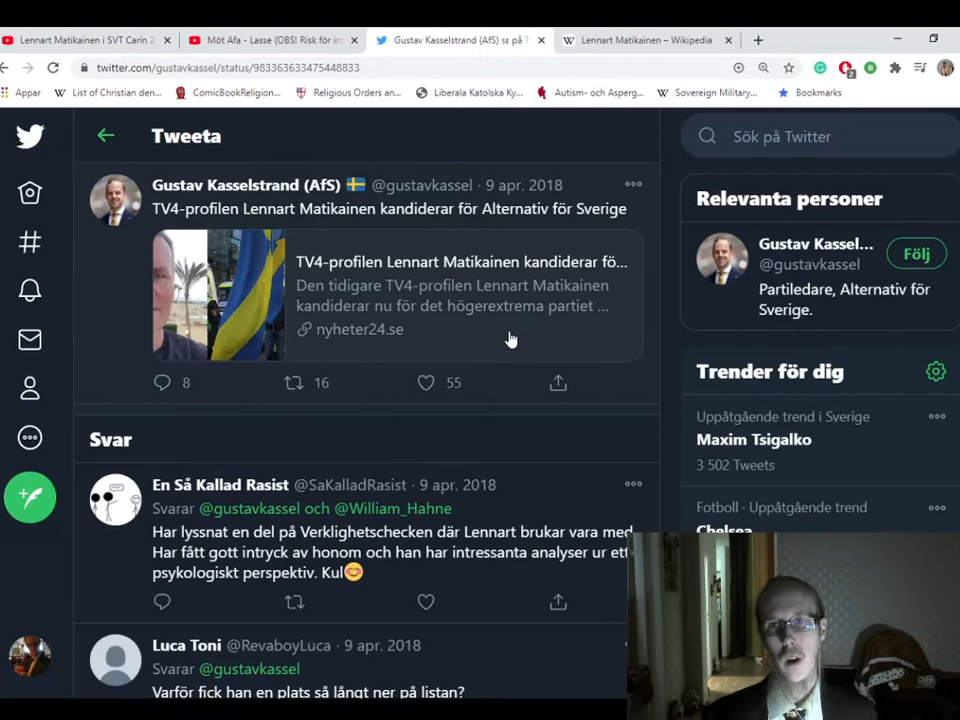 Lennart Matikainen i SVT Carin 2
Möt Afa - Lasse (OBS! Risk för in
Gustav Kasselstrand (AfS) se på T
Lennart Matikainen – Wikipedia
twitter.com/gustavkassel/status/983363633475448833
Appar
List of Christian den...
ComicBookReligion...
Religious Orders an...
Liberala Katolska Ky...
Autism- och Asperg...
Sovereign Military...
Bookmarks
Tweeta
Sök på Twitter
Gustav Kasselstrand (AfS) 🇸🇪 @gustavkassel · 9 apr. 2018
TV4-profilen Lennart Matikainen kandiderar för Alternativ för Sverige
TV4-profilen Lennart Matikainen kandiderar fö...
Den tidigare TV4-profilen Lennart Matikainen
kandiderar nu för det högerextrema partiet ...
nyheter24.se
8
16
55
Relevanta personer
Gustav Kassel...
@gustavkassel
Följ
Partiledare, Alternativ för
Sverige.
Trender för dig
Uppåtgående trend i Sverige
Maxim Tsigalko
3 502 Tweets
Fotboll · Uppåtgående trend
Chelsea
Svar
En Så Kallad Rasist @SaKalladRasist · 9 apr. 2018
Svarar @gustavkassel och @William_Hahne
Har lyssnat en del på Verklighetschecken där Lennart brukar vara med.
Har fått gott intryck av honom och han har intressanta analyser ur ett
psykologiskt perspektiv. Kul😊
Luca Toni @RevaboyLuca · 9 apr. 2018
Svarar @gustavkassel
Varför fick han en plats så långt ner på listan?